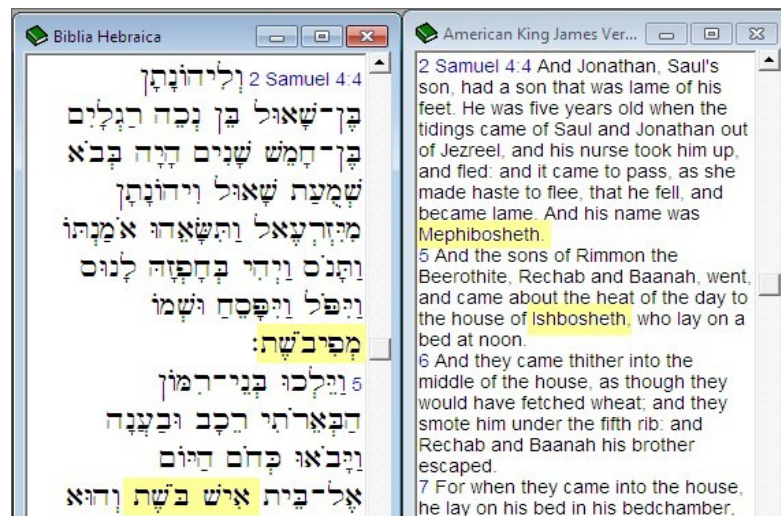 Biblia Hebraica
2 Samuel 4:4 וְלִיהוֹנָתָן
בֶּן־שָׁאוּל בֵּן נְכֵה רַגְלָיִם
בֶּן־חָמֵשׁ שָׁנִים הָיָה בְּבֹא
שְׁמֻעַת שָׁאוּל וִיהוֹנָתָן
מִיִּזְרְעֶאל וַתִּשָּׂאֵהוּ אֹמַנְתּוֹ
וַתָּנֹס וַיְהִי בְּחָפְזָהּ לָנוּס
וַיִּפֹּל וַיִּפָּסֵחַ וּשְׁמוֹ
מְפִיבֹשֶׁת׃
5 וַיֵּלְכוּ בְּנֵי־רִמּוֹן
הַבְּאֵרֹתִי רֵכָב וּבַעֲנָה
וַיָּבֹאוּ כְּחֹם הַיּוֹם
אֶל־בֵּית אִישׁ בֹּשֶׁת וְהוּא
American King James Ver...
2 Samuel 4:4 And Jonathan, Saul's
son, had a son that was lame of his
feet. He was five years old when the
tidings came of Saul and Jonathan out
of Jezreel, and his nurse took him up,
and fled: and it came to pass, as she
made haste to flee, that he fell, and
became lame. And his name was
Mephibosheth.
5 And the sons of Rimmon the
Beerothite, Rechab and Baanah, went,
and came about the heat of the day to
the house of Ishbosheth, who lay on a
bed at noon.
6 And they came thither into the
middle of the house, as though they
would have fetched wheat; and they
smote him under the fifth rib: and
Rechab and Baanah his brother
escaped.
7 For when they came into the house,
he lay on his bed in his bedchamber,